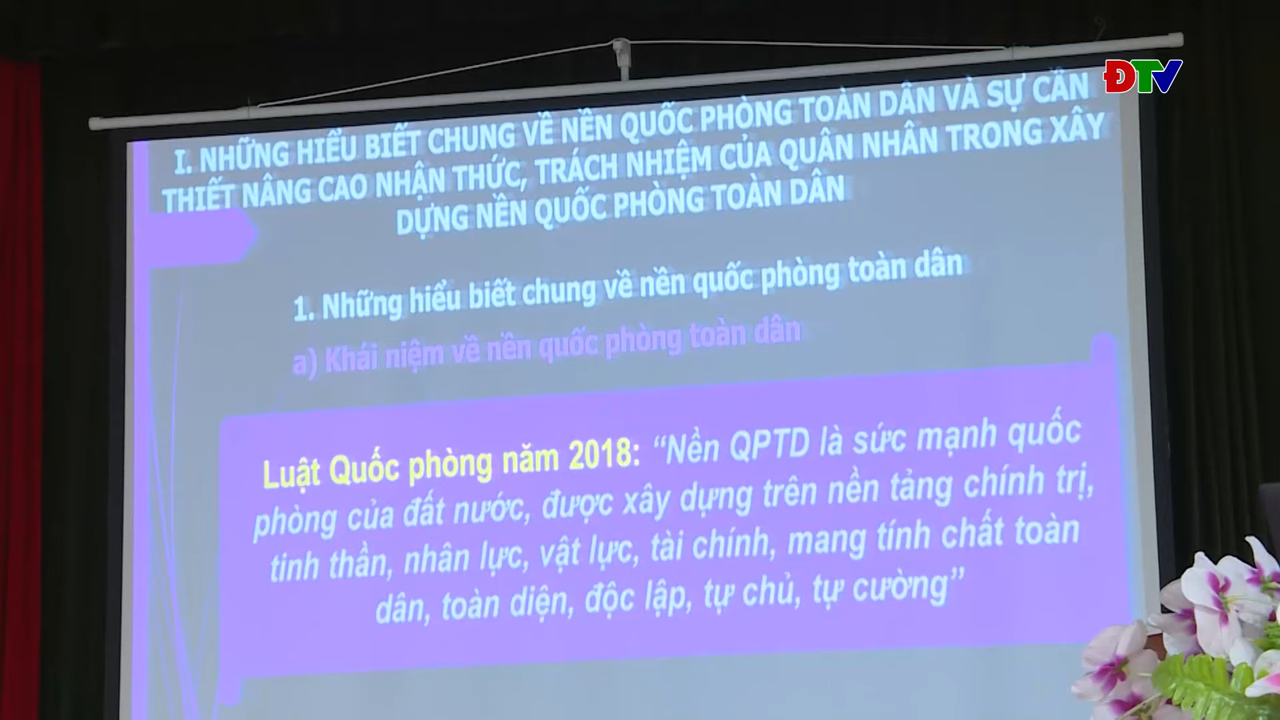 ĐTV
I. NHỮNG HIỂU BIẾT CHUNG VỀ NỀN QUỐC PHÒNG TOÀN DÂN VÀ SỰ CẦN
THIẾT NÂNG CAO NHẬN THỨC, TRÁCH NHIỆM CỦA QUÂN NHÂN TRONG XÂY
DỰNG NỀN QUỐC PHÒNG TOÀN DÂN
1. Những hiểu biết chung về nền quốc phòng toàn dân
a) Khái niệm về nền quốc phòng toàn dân
Luật Quốc phòng năm 2018: “Nền QPTD là sức mạnh quốc
phòng của đất nước, được xây dựng trên nền tảng chính trị,
tinh thần, nhân lực, vật lực, tài chính, mang tính chất toàn
dân, toàn diện, độc lập, tự chủ, tự cường”